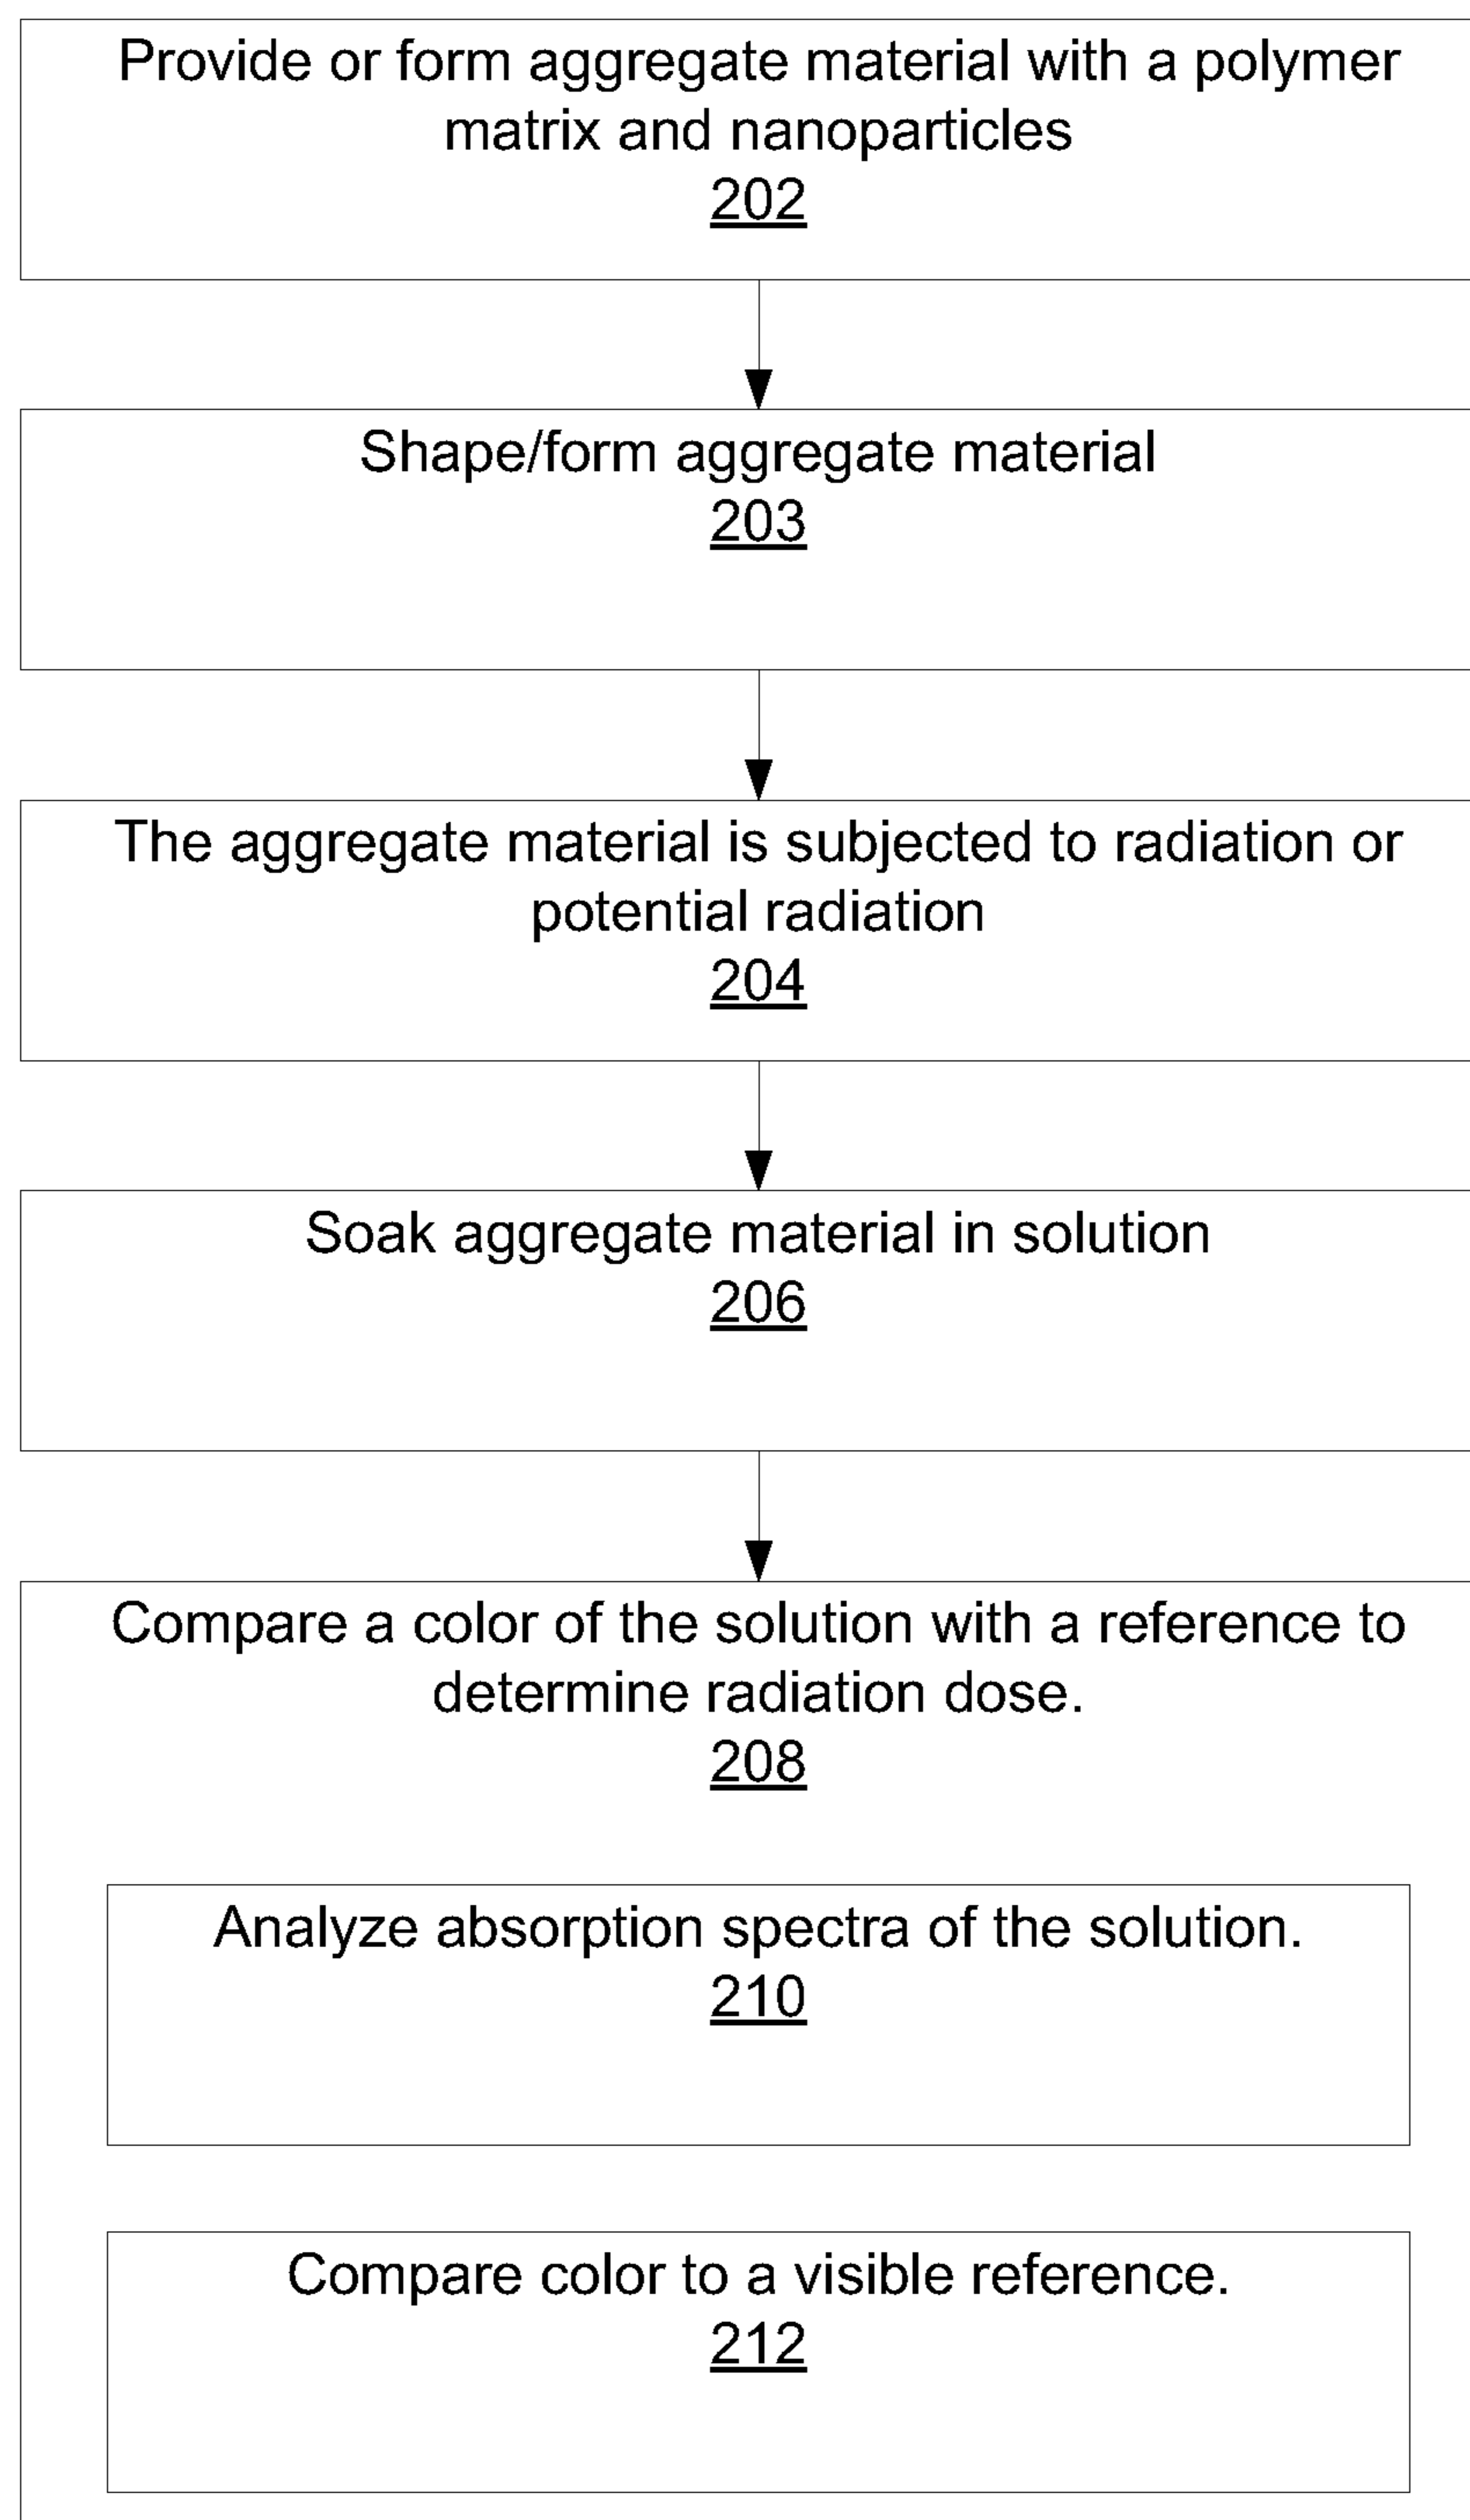 Provide or form aggregate material with a polymer
matrix and nanoparticles
202
Shape/form aggregate material
203
The aggregate material is subjected to radiation or
potential radiation
204
Soak aggregate material in solution
206
Compare a color of the solution with a reference to
determine radiation dose.
208
Analyze absorption spectra of the solution.
210
Compare color to a visible reference.
212